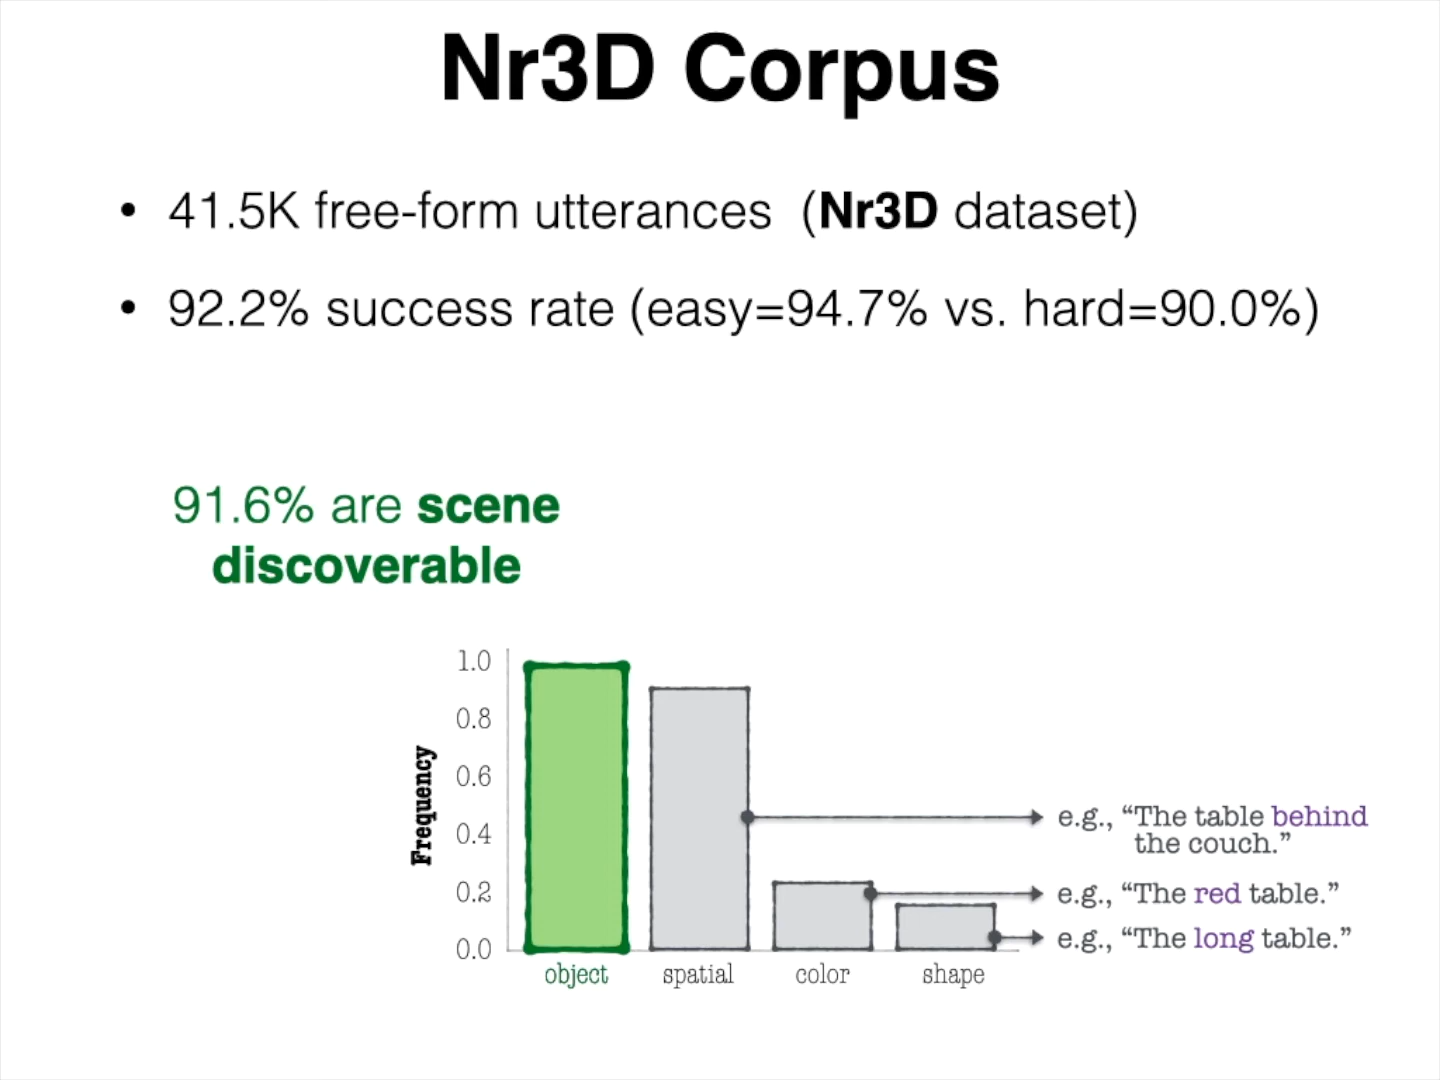 Nr3D Corpus
• 41.5K free-form utterances (Nr3D dataset)
• 92.2% success rate (easy=94.7% vs. hard=90.0%)
91.6% are scene
discoverable
Frequency
1.0
0.8
0.6
0.4
0.2
0.0
object spatial color shape
e.g., “The table behind
the couch.”
e.g., “The red table.”
e.g., “The long table.”